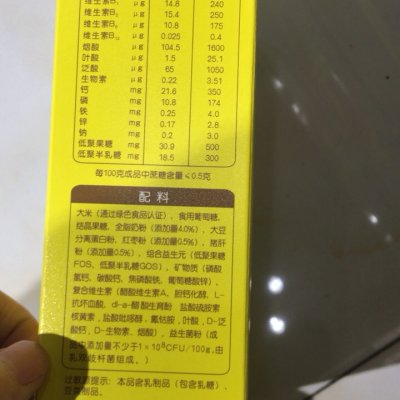 维生素B₁ μg 14.8 240
维生素B₂ μg 15.4 250
维生素B₆ μg 10.8 175
维生素B₁₂ μg 0.025 0.4
烟酸 μg 104.5 1600
叶酸 μg 1.5 25.1
泛酸 μg 65 1050
生物素 μg 0.22 3.51
钙 mg 21.6 350
磷 mg 10.8 174
铁 mg 0.25 4.0
锌 mg 0.17 2.8
钠 mg 0.2 3.0
低聚果糖 mg 30.9 500
低聚半乳糖 mg 18.5 300
每100克成品中蔗糖含量≤0.5克
配料
大米(通过绿色食品认证),食用葡萄糖,
结晶果糖,全脂奶粉(添加量4.0%),大豆
分离蛋白粉,红枣粉(添加量0.5%),猪肝
粉(添加量0.5%),组合益生元(低聚果糖
FOS、低聚半乳糖GOS),矿物质(磷酸
氢钙、碳酸钙、焦磷酸铁、葡萄糖酸锌),
复合维生素(醋酸维生素A、胆钙化醇、L-
抗坏血酸、dl-α-醋酸生育酚、盐酸硫胺素、
核黄素,盐酸吡哆醇,氰钴胺,叶酸,D-泛
酸钙,D-生物素、烟酸),益生菌粉(成
品中添加量不少于1×10⁸CFU/100g,由
乳双歧杆菌组成。)
过敏原提示:本品含乳制品(包含乳糖)、
豆类制品。